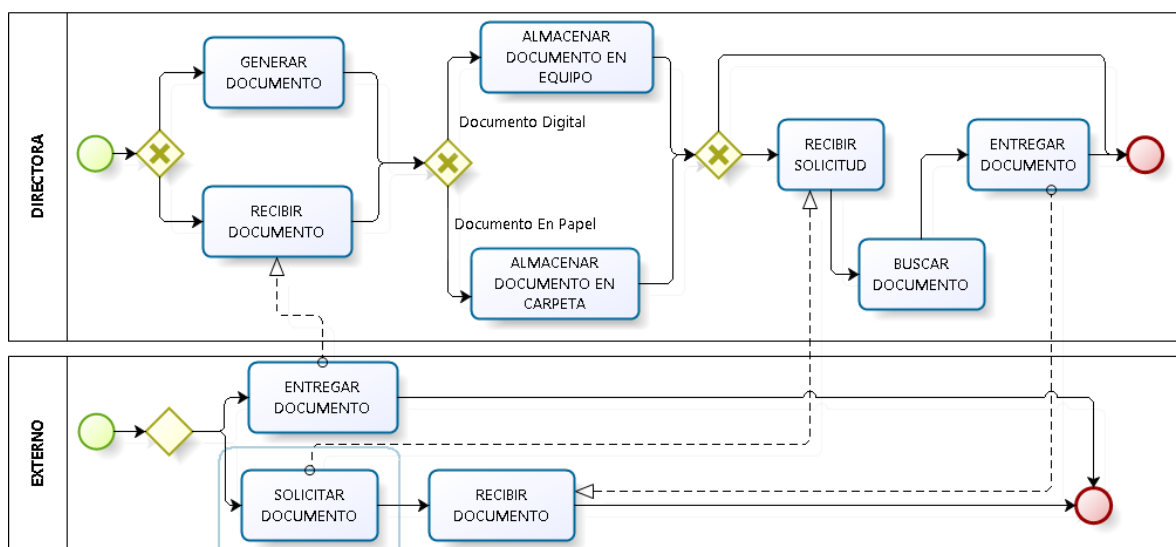 DIRECTORA
GENERAR
DOCUMENTO
RECIBIR
DOCUMENTO
Documento Digital
Documento En Papel
ALMACENAR
DOCUMENTO EN
EQUIPO
ALMACENAR
DOCUMENTO EN
CARPETA
RECIBIR
SOLICITUD
BUSCAR
DOCUMENTO
ENTREGAR
DOCUMENTO
EXTERNO
ENTREGAR
DOCUMENTO
SOLICITAR
DOCUMENTO
RECIBIR
DOCUMENTO